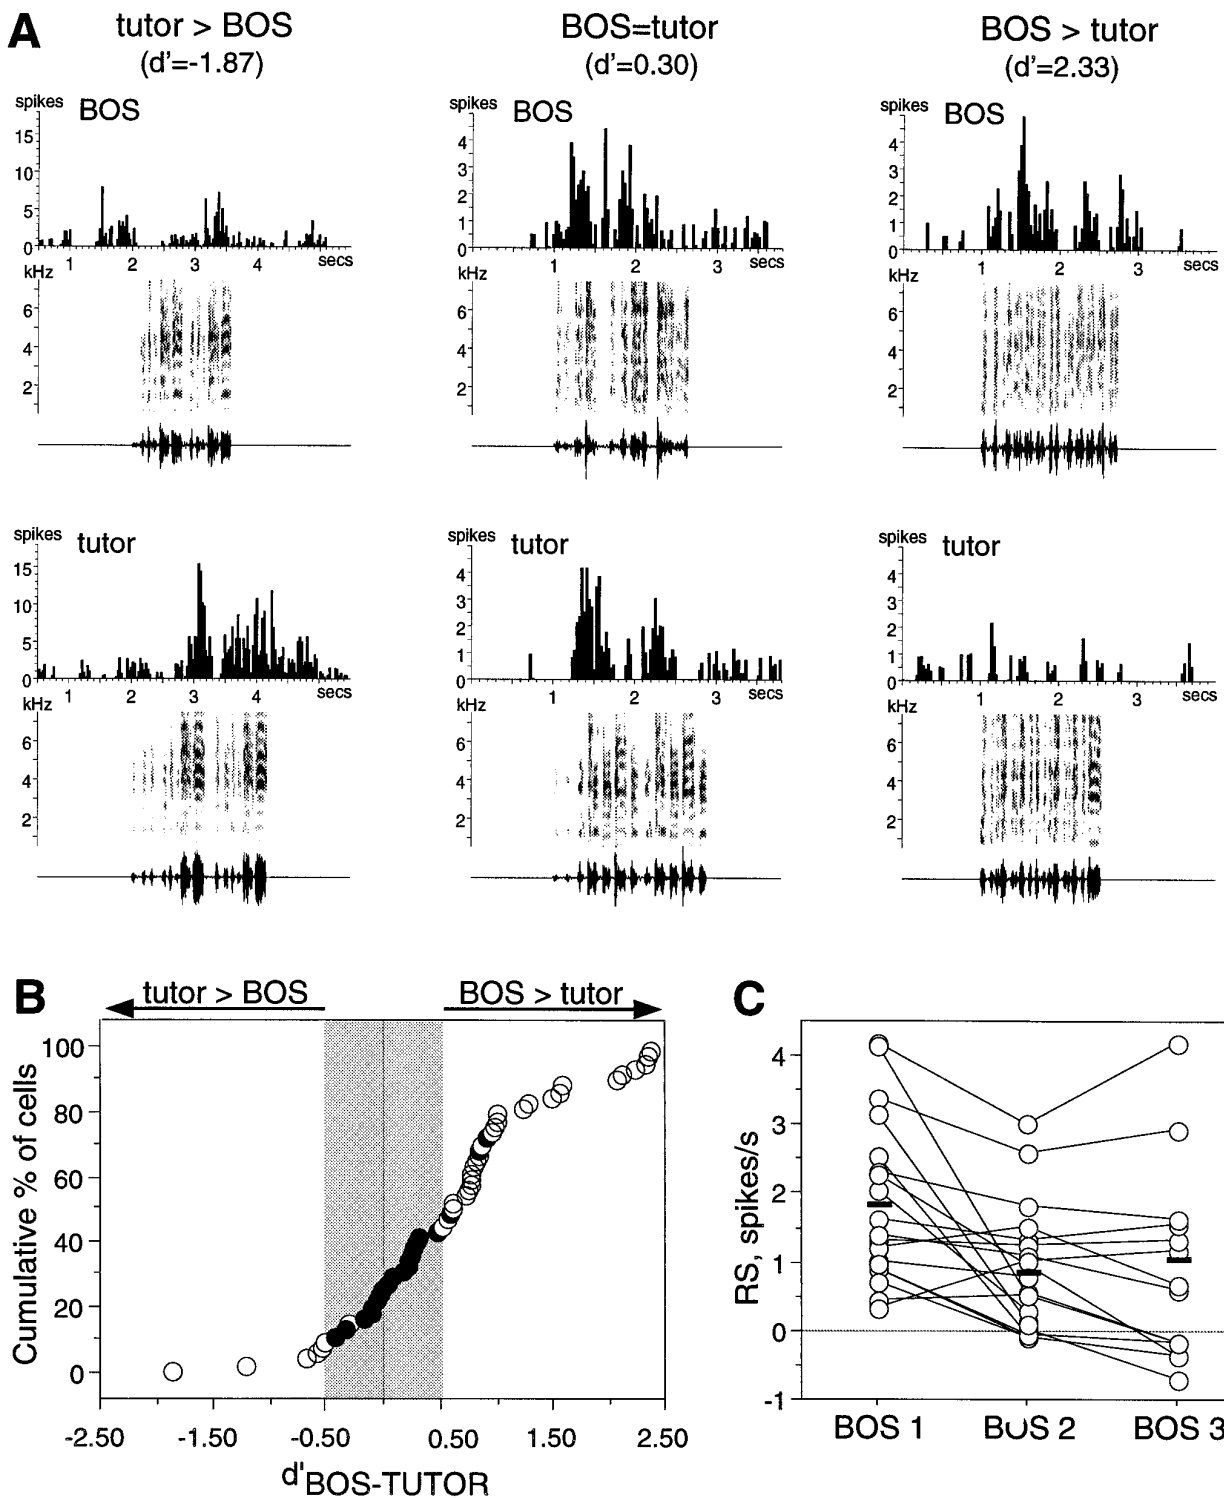 A
tutor > BOS
(d'=-1.87)
BOS=tutor
(d'=0.30)
BOS > tutor
(d'=2.33)
spikes
BOS
15
10
5
0
1 2 3 4 secs
kHz
6
4
2
spikes
BOS
5
4
3
2
1
0
1 2 3 secs
kHz
6
4
2
spikes
BOS
4
3
2
1
0
1 2 3 secs
kHz
6
4
2
spikes
tutor
15
10
5
0
1 2 3 4 secs
kHz
6
4
2
spikes
tutor
4
3
2
1
0
1 2 3 secs
kHz
6
4
2
spikes
tutor
4
3
2
1
0
1 2 3 secs
kHz
6
4
2
B
tutor > BOS
BOS > tutor
Cumulative % of cells
100
80
60
40
20
0
-2.50 -1.50 -0.50 0.50 1.50 2.50
d'BOS-TUTOR
C
RS, spikes/s
4
3
2
1
0
-1
BOS 1 BOS 2 BOS 3